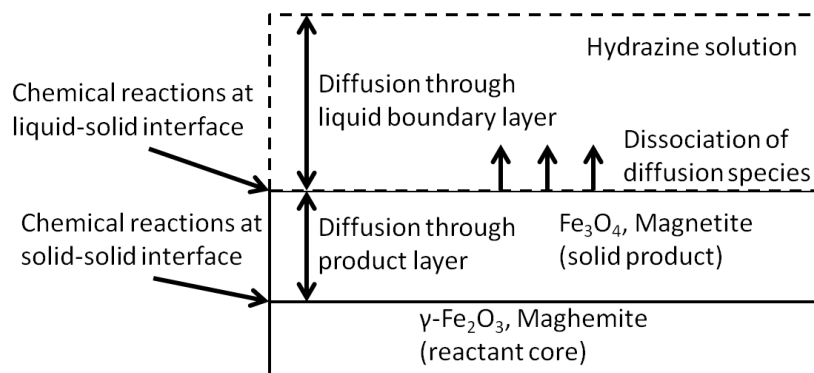 Hydrazine solution
Diffusion through
liquid boundary layer
Chemical reactions at
liquid-solid interface
Dissociation of
diffusion species
Chemical reactions at
solid-solid interface
Diffusion through
product layer
Fe₃O₄, Magnetite
(solid product)
γ-Fe₂O₃, Maghemite
(reactant core)